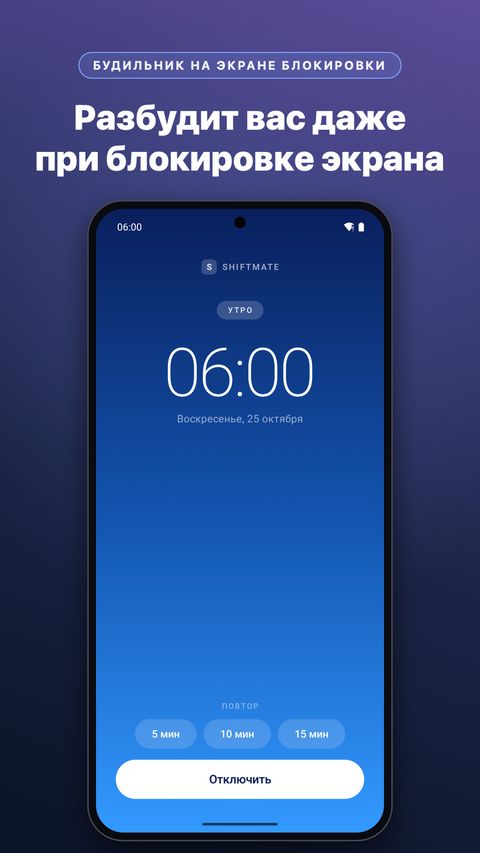 БУДИЛЬНИК НА ЭКРАНЕ БЛОКИРОВКИ
Разбудит вас даже
при блокировке экрана
06:00
S SHIFTMATE
УТРО
06:00
Воскресенье, 25 октября
ПОВТОР
5 мин 10 мин 15 мин
Отключить